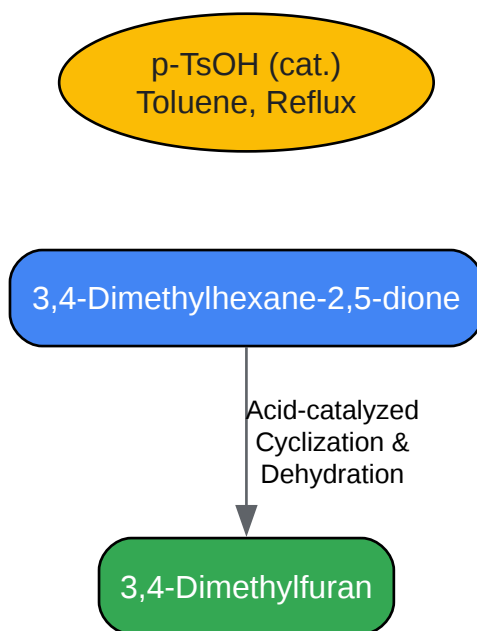 p-TsOH (cat.)
Toluene, Reflux
3,4-Dimethylhexane-2,5-dione
Acid-catalyzed
Cyclization &
Dehydration
3,4-Dimethylfuran